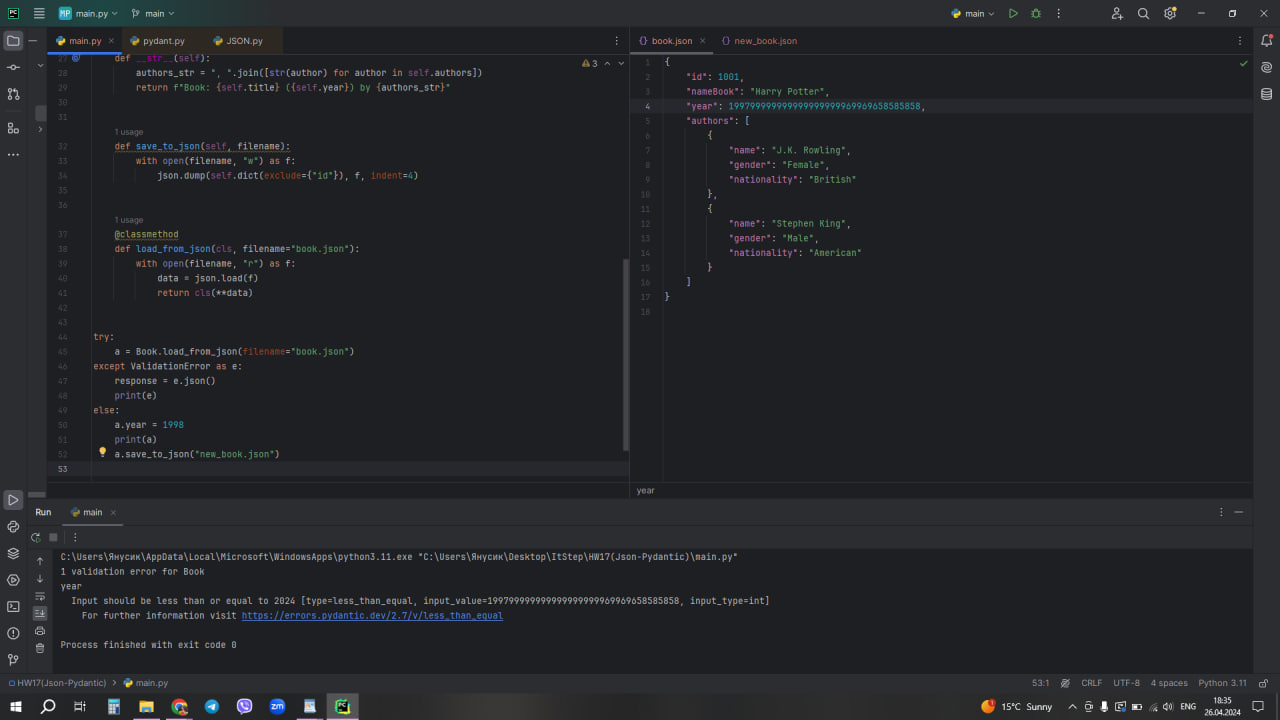 MP main.py main main
main.py pydant.py JSON.py book.json new_book.json
27 def __str__(self):
3
28 authors_str = ", ".join([str(author) for author in self.authors])
29 return f"Book: {self.title} ({self.year}) by {authors_str}"
30
31
1 usage
32 def save_to_json(self, filename):
33 with open(filename, "w") as f:
34 json.dump(self.dict(exclude={"id"}), f, indent=4)
35
36
1 usage
37 @classmethod
38 def load_from_json(cls, filename="book.json"):
39 with open(filename, "r") as f:
40 data = json.load(f)
41 return cls(**data)
42
43
44 try:
45 a = Book.load_from_json(filename="book.json")
46 except ValidationError as e:
47 response = e.json()
48 print(e)
49 else:
50 a.year = 1998
51 print(a)
52 a.save_to_json("new_book.json")
53
1 {
2 "id": 1001,
3 "nameBook": "Harry Potter",
4 "year": 1997999999999999999999969969658585858,
5 "authors": [
6 {
7 "name": "J.K. Rowling",
8 "gender": "Female",
9 "nationality": "British"
10 },
11 {
12 "name": "Stephen King",
13 "gender": "Male",
14 "nationality": "American"
15 }
16 ]
17 }
18
year
Run main
C:\Users\Янусик\AppData\Local\Microsoft\WindowsApps\python3.11.exe "C:\Users\Янусик\Desktop\ItStep\HW17(Json-Pydantic)\main.py"
1 validation error for Book
year
Input should be less than or equal to 2024 [type=less_than_equal, input_value=1997999999999999999999969969658585858, input_type=int]
For further information visit https://errors.pydantic.dev/2.7/v/less_than_equal
Process finished with exit code 0
HW17(Json-Pydantic) main.py 53:1 CRLF UTF-8 4 spaces Python 3.11
zm 15°C Sunny ENG 18:35
26.04.2024